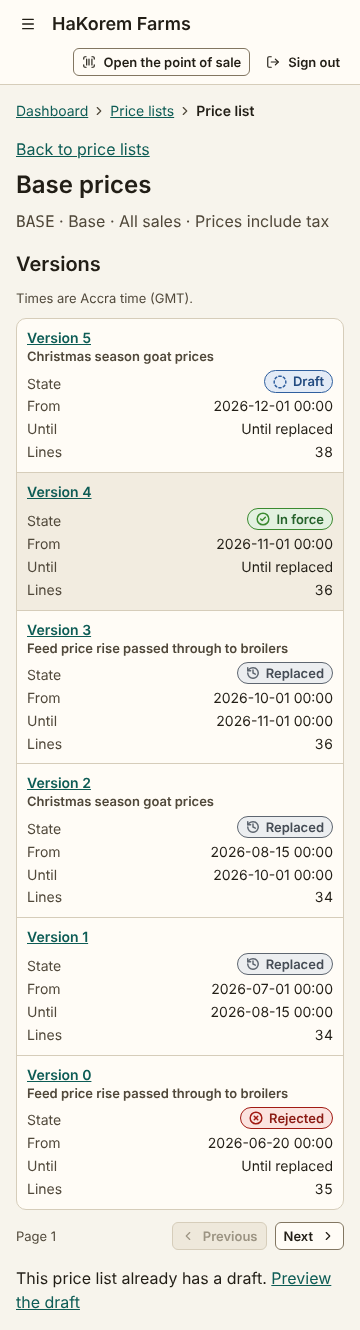 HaKorem Farms
Open the point of sale
Sign out
Dashboard > Price lists > Price list
Back to price lists
Base prices
BASE · Base · All sales · Prices include tax
Versions
Times are Accra time (GMT).
Version 5
Christmas season goat prices
State Draft
From 2026-12-01 00:00
Until Until replaced
Lines 38
Version 4
State In force
From 2026-11-01 00:00
Until Until replaced
Lines 36
Version 3
Feed price rise passed through to broilers
State Replaced
From 2026-10-01 00:00
Until 2026-11-01 00:00
Lines 36
Version 2
Christmas season goat prices
State Replaced
From 2026-08-15 00:00
Until 2026-10-01 00:00
Lines 34
Version 1
State Replaced
From 2026-07-01 00:00
Until 2026-08-15 00:00
Lines 34
Version 0
Feed price rise passed through to broilers
State Rejected
From 2026-06-20 00:00
Until Until replaced
Lines 35
Page 1 Previous Next
This price list already has a draft. Preview
the draft